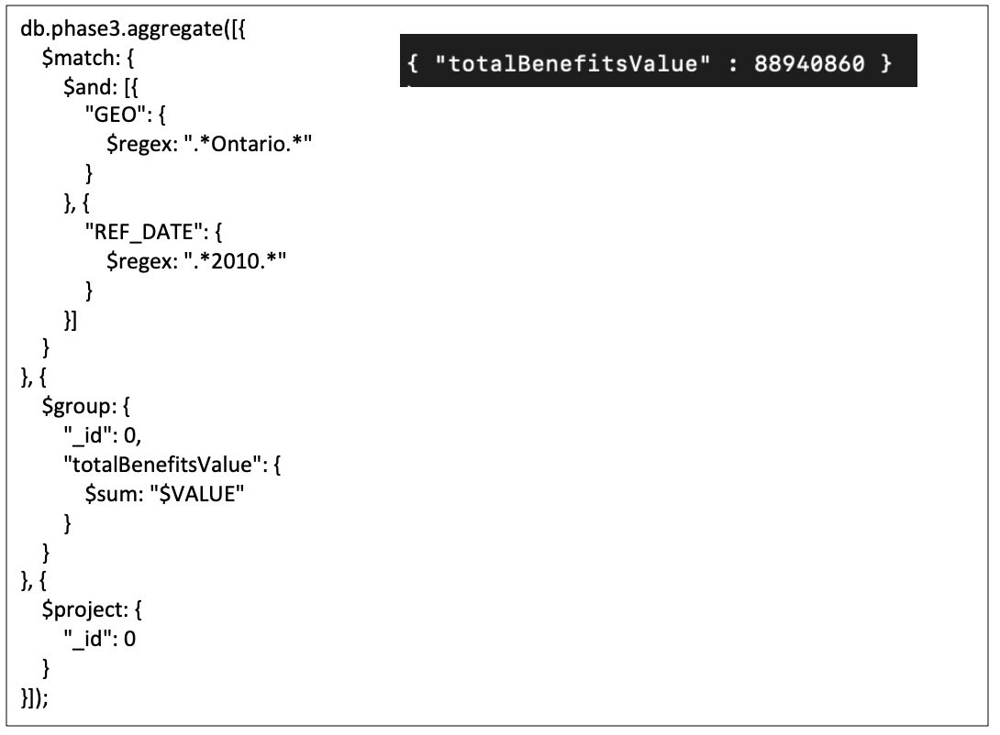 db.phase3.aggregate([{
$match: {
$and: [{
"GEO": {
$regex: ".*Ontario.*"
}
}, {
"REF_DATE": {
$regex: ".*2010.*"
}
}]
}
}, {
$group: {
"_id": 0,
"totalBenefitsValue": {
$sum: "$VALUE"
}
}
}, {
$project: {
"_id": 0
}
}]);
{ "totalBenefitsValue" : 88940860 }